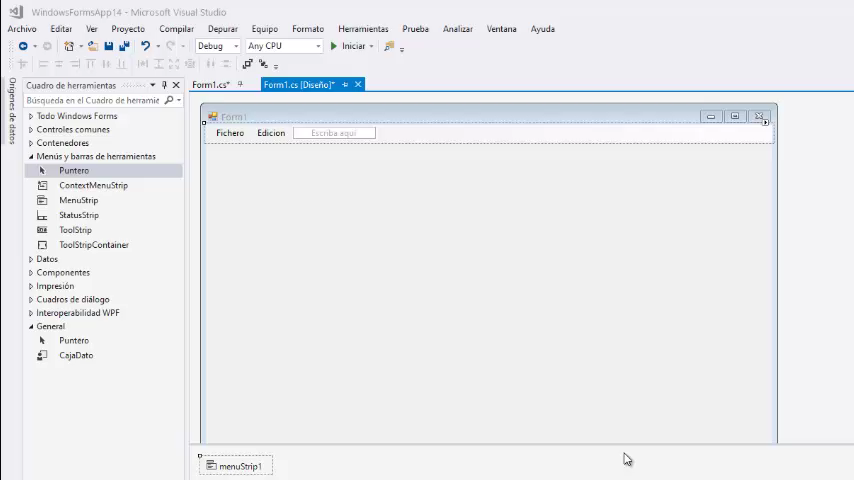 WindowsFormsApp14 - Microsoft Visual Studio
Archivo Editar Ver Proyecto Compilar Depurar Equipo Formato Herramientas Prueba Analizar Ventana Ayuda
Debug Any CPU Iniciar
Orígenes de datos
Cuadro de herramientas
Form1.cs* Form1.cs [Diseño]*
Búsqueda en el Cuadro de herramie
Todo Windows Forms
Controles comunes
Contenedores
Menús y barras de herramientas
Puntero
ContextMenuStrip
MenuStrip
StatusStrip
ToolStrip
ToolStripContainer
Datos
Componentes
Impresión
Cuadros de diálogo
Interoperabilidad WPF
General
Puntero
CajaDato
Form1
Fichero Edicion Escriba aquí
menuStrip1